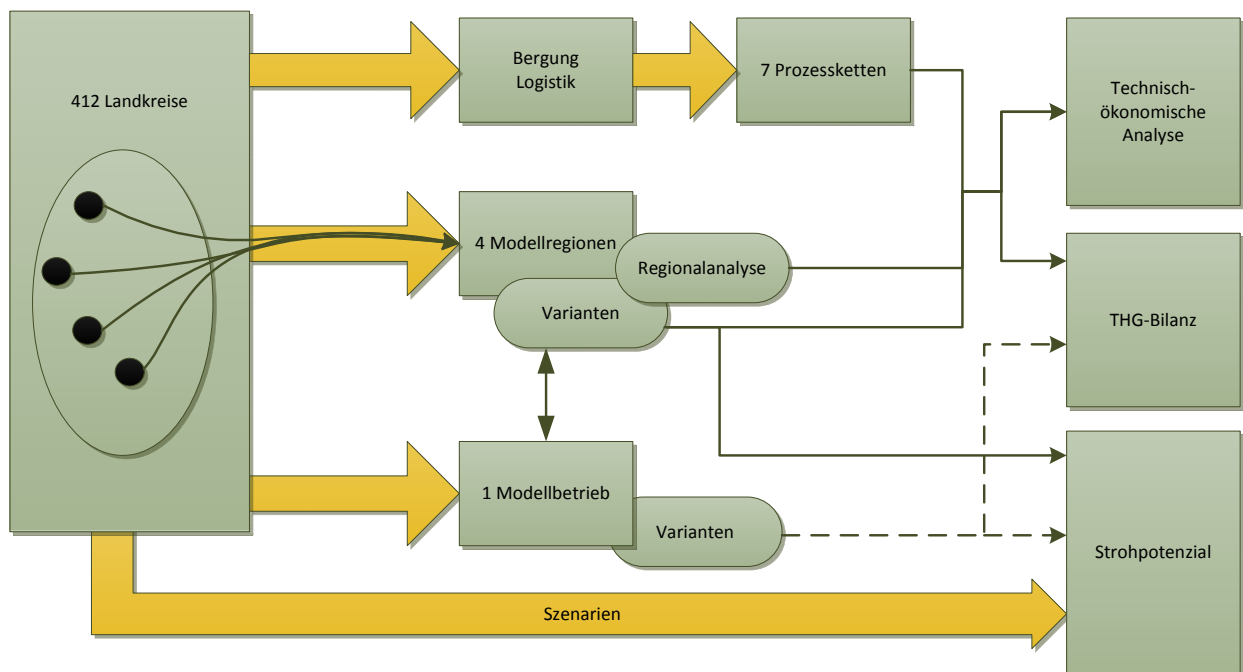 412 Landkreise
Bergung
Logistik
7 Prozessketten
Technisch-
ökonomische
Analyse
4 Modellregionen
Regionalanalyse
Varianten
THG-Bilanz
1 Modellbetrieb
Varianten
Strohpotenzial
Szenarien